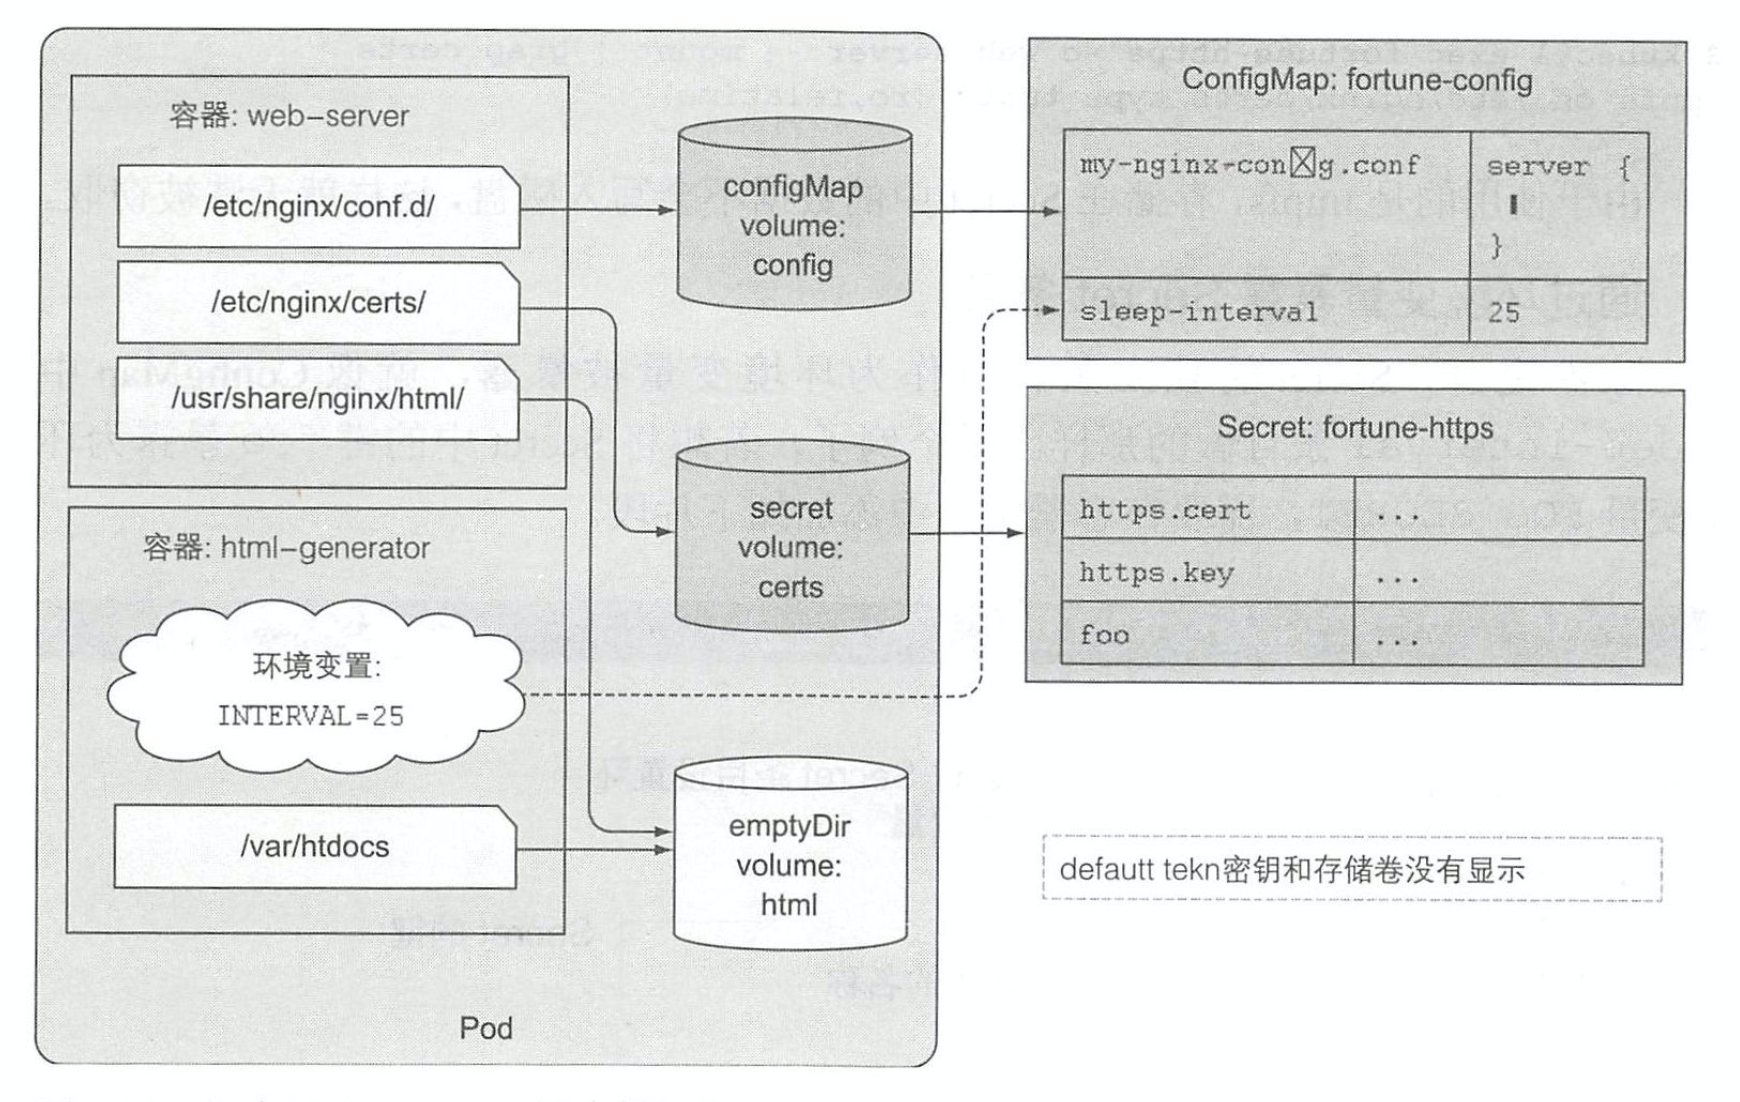 容器: web-server
/etc/nginx/conf.d/
/etc/nginx/certs/
/usr/share/nginx/html/
容器: html-generator
环境变置:
INTERVAL=25
/var/htdocs
Pod
configMap
volume:
config
secret
volume:
certs
emptyDir
volume:
html
ConfigMap: fortune-config
my-nginx-con☒g.conf
server {
}
sleep-interval
25
Secret: fortune-https
https.cert
...
https.key
...
foo
...
defautt tekn密钥和存储卷没有显示